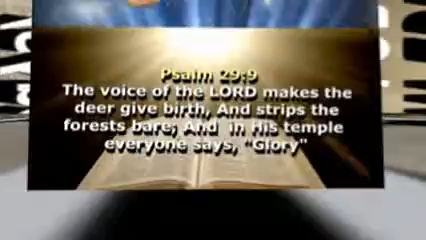 Psalm 29:9
The voice of the LORD makes the
deer give birth, And strips the
forests bare; And in His temple
everyone says, "Glory"